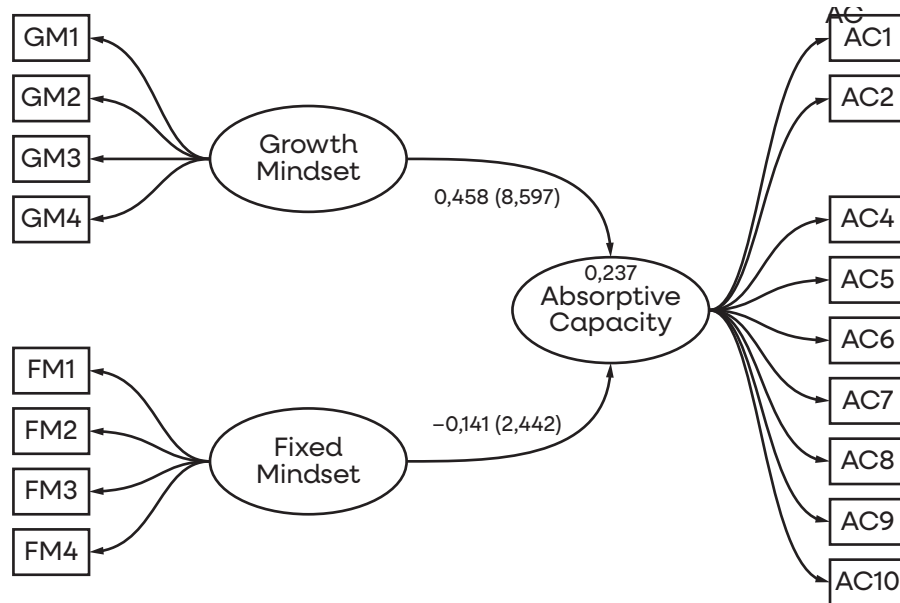 GM1
GM2
GM3
GM4
Growth
Mindset
0,458 (8,597)
FM1
FM2
FM3
FM4
Fixed
Mindset
−0,141 (2,442)
0,237
Absorptive
Capacity
AC
AC1
AC2
AC4
AC5
AC6
AC7
AC8
AC9
AC10